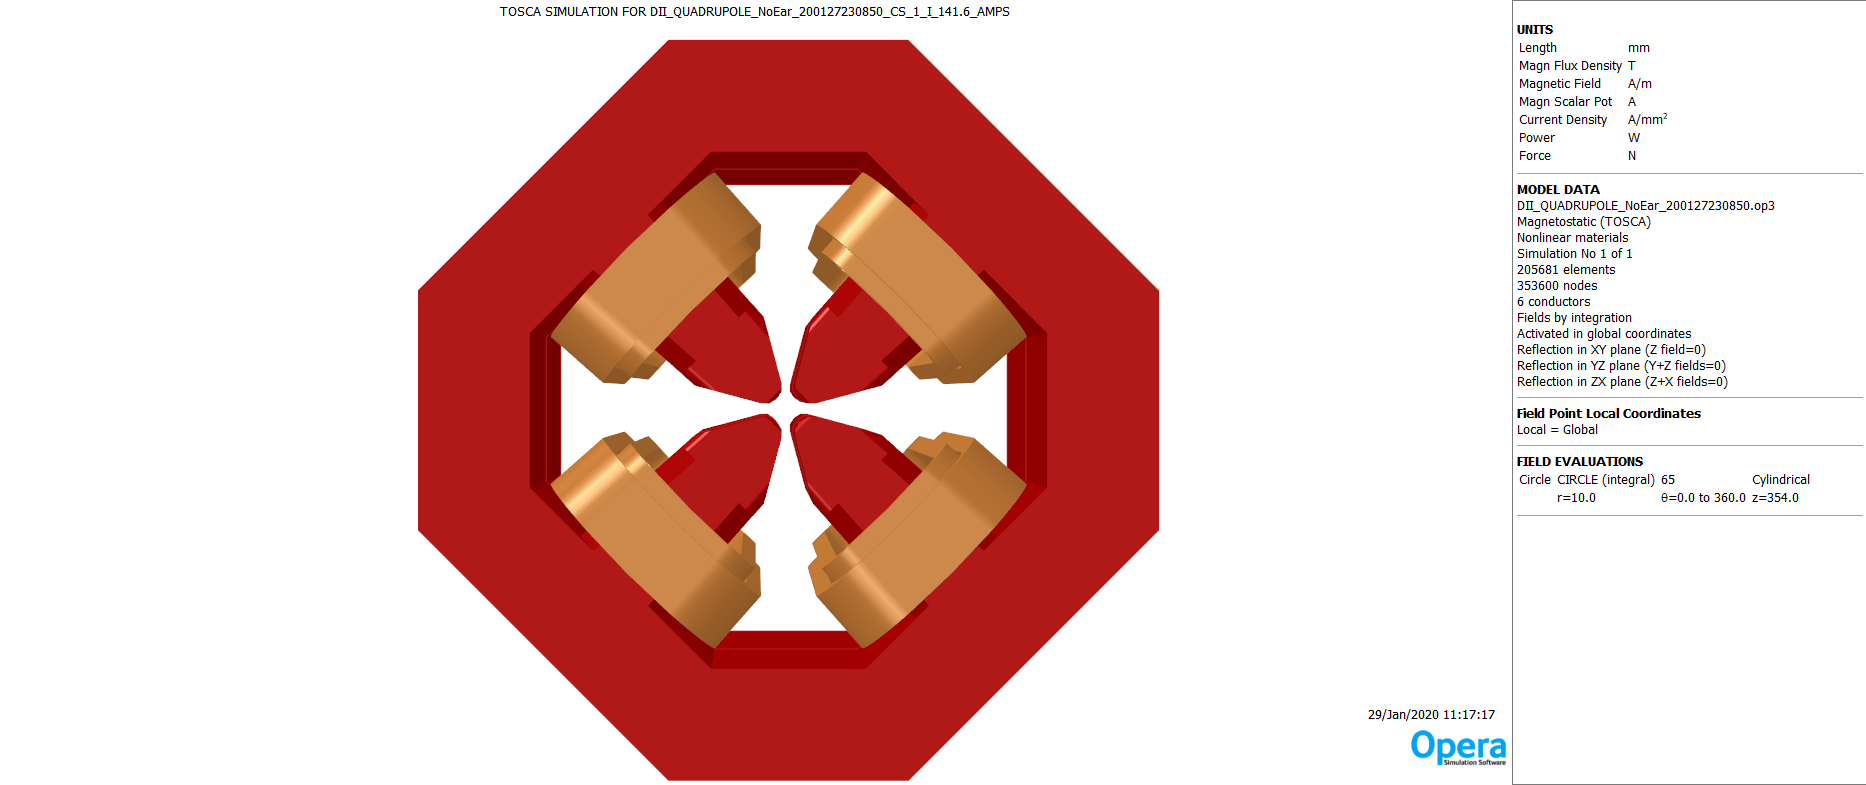 TOSCA SIMULATION FOR DII_QUADRUPOLE_NoEar_200127230850_CS_1_I_141.6_AMPS
UNITS
Length mm
Magn Flux Density T
Magnetic Field A/m
Magn Scalar Pot A
Current Density A/mm²
Power W
Force N
MODEL DATA
DII_QUADRUPOLE_NoEar_200127230850.op3
Magnetostatic (TOSCA)
Nonlinear materials
Simulation No 1 of 1
205681 elements
353600 nodes
6 conductors
Fields by integration
Activated in global coordinates
Reflection in XY plane (Z field=0)
Reflection in YZ plane (Y+Z fields=0)
Reflection in ZX plane (Z+X fields=0)
Field Point Local Coordinates
Local = Global
FIELD EVALUATIONS
Circle CIRCLE (integral) 65 Cylindrical
r=10.0 θ=0.0 to 360.0 z=354.0
29/Jan/2020 11:17:17
Opera
Simulation Software